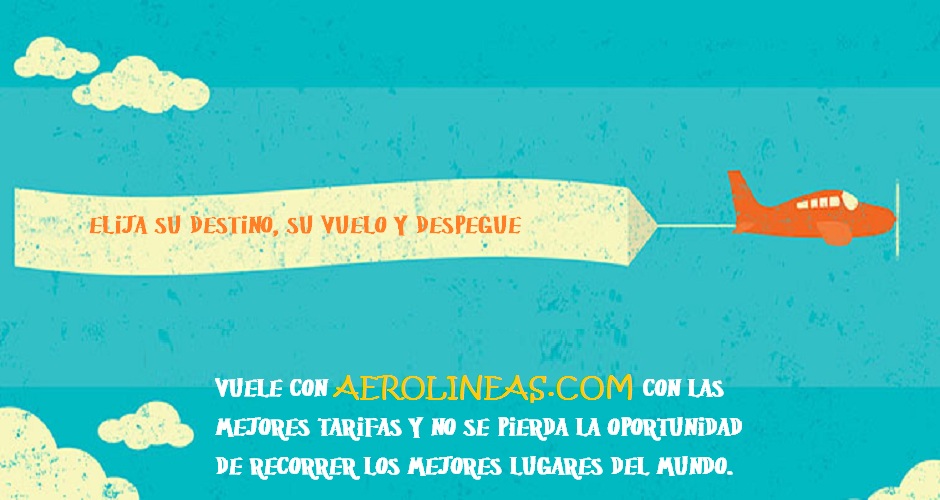 ELIJA SU DESTINO, SU VUELO Y DESPEGUE
VUELE CON AEROLINEAS.COM CON LAS
MEJORES TARIFAS Y NO SE PIERDA LA OPORTUNIDAD
DE RECORRER LOS MEJORES LUGARES DEL MUNDO.